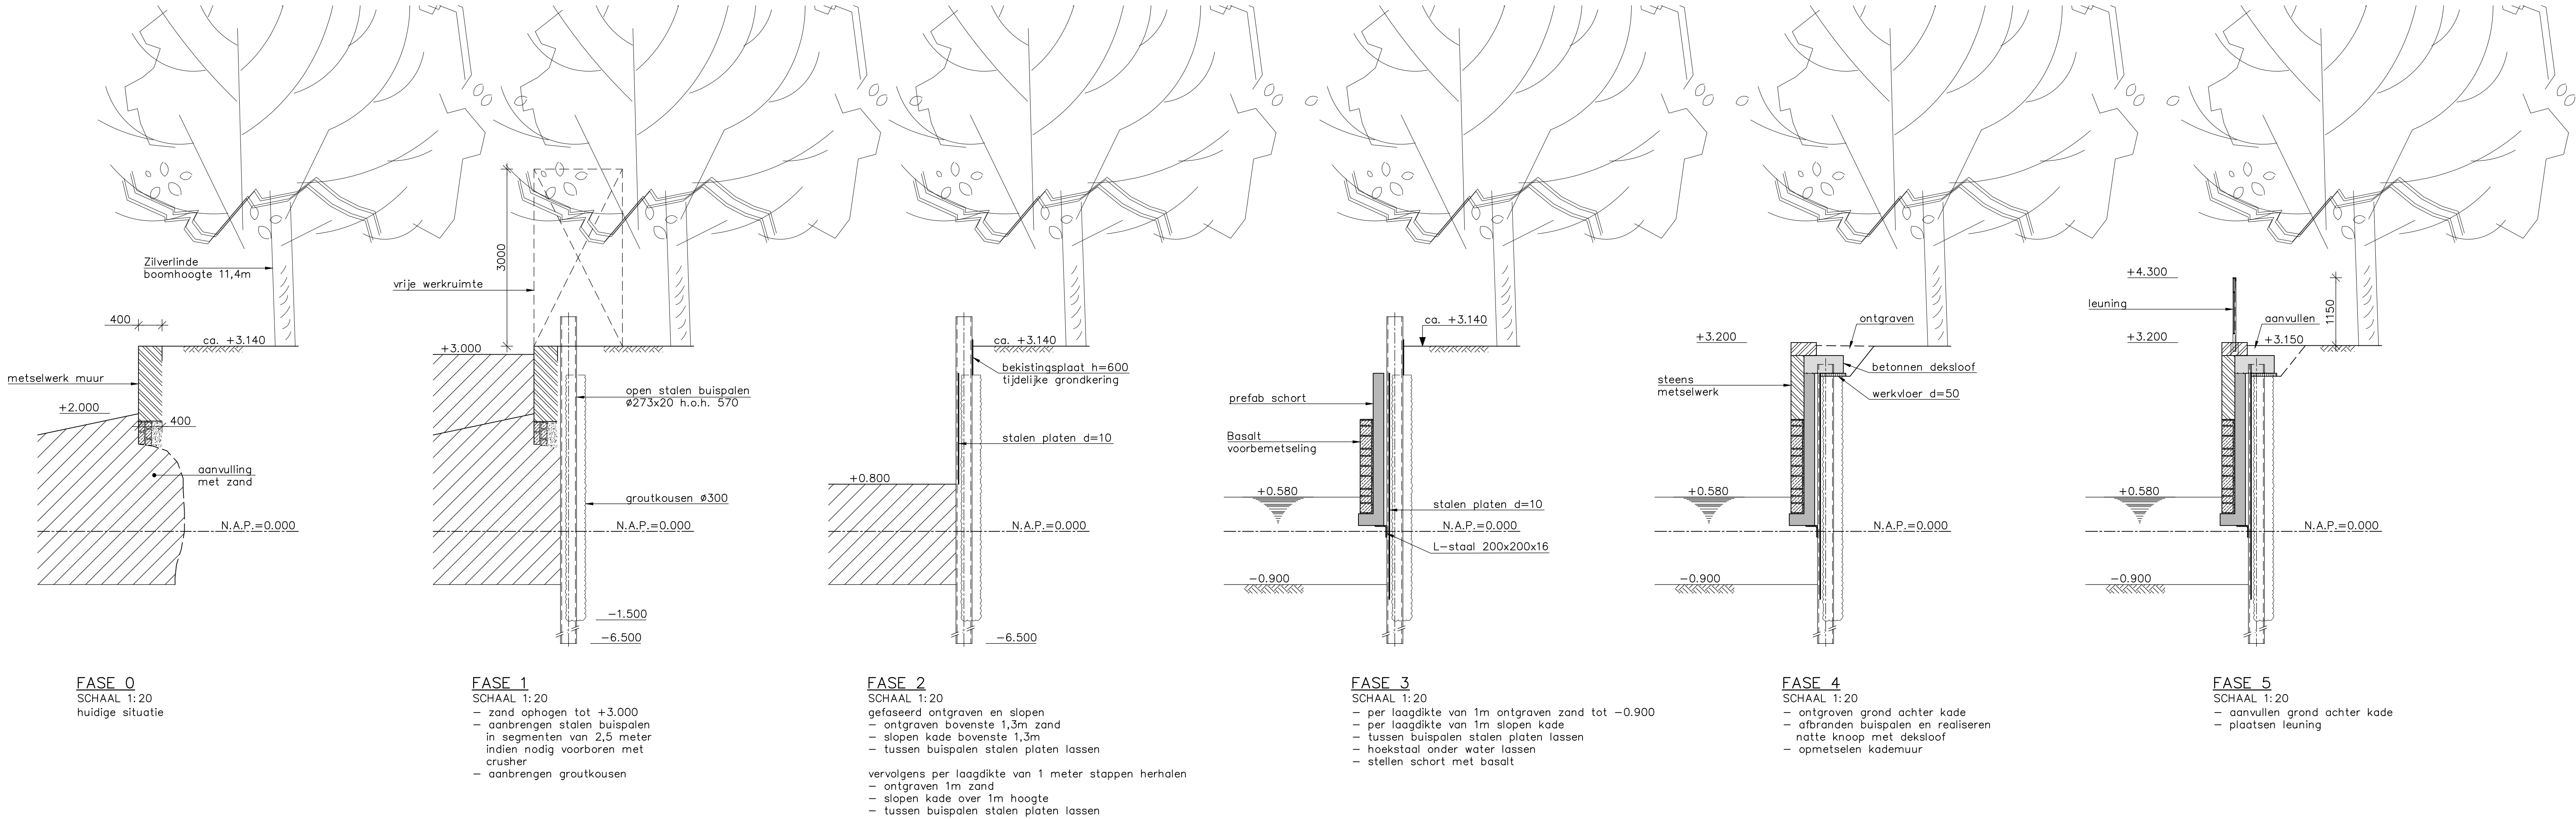 Zilverlinde
boomhoogte 11,4m
400
ca. +3.140
metselwerk muur
+2.000
400
aanvulling
met zand
N.A.P.=0.000
FASE 0
SCHAAL 1:20
huidige situatie
3000
vrije werkruimte
+3.000
open stalen buispalen
Ø273x20 h.o.h. 570
groutkousen Ø300
N.A.P.=0.000
-1.500
-6.500
FASE 1
SCHAAL 1:20
- zand ophogen tot +3.000
- aanbrengen stalen buispalen
in segmenten van 2,5 meter
indien nodig voorboren met
crusher
- aanbrengen groutkousen
ca. +3.140
bekistingsplaat h=600
tijdelijke grondkering
stalen platen d=10
+0.800
N.A.P.=0.000
-6.500
FASE 2
SCHAAL 1:20
gefaseerd ontgraven en slopen
- ontgraven bovenste 1,3m zand
- slopen kade bovenste 1,3m
- tussen buispalen stalen platen lassen
vervolgens per laagdikte van 1 meter stappen herhalen
- ontgraven 1m zand
- slopen kade over 1m hoogte
- tussen buispalen stalen platen lassen
ca. +3.140
prefab schort
Basalt
voorbemetseling
+0.580
stalen platen d=10
N.A.P.=0.000
L-staal 200x200x16
-0.900
FASE 3
SCHAAL 1:20
- per laagdikte van 1m ontgraven zand tot -0.900
- per laagdikte van 1m slopen kade
- tussen buispalen stalen platen lassen
- hoekstaal onder water lassen
- stellen schort met basalt
ontgraven
+3.200
betonnen deksloof
steens
metselwerk
werkvloer d=50
+0.580
N.A.P.=0.000
-0.900
FASE 4
SCHAAL 1:20
- ontgroven grond achter kade
- afbranden buispalen en realiseren
natte knoop met deksloof
- opmetselen kademuur
+4.300
leuning
1150
aanvullen
+3.200
+3.150
+0.580
N.A.P.=0.000
-0.900
FASE 5
SCHAAL 1:20
- aanvullen grond achter kade
- plaatsen leuning